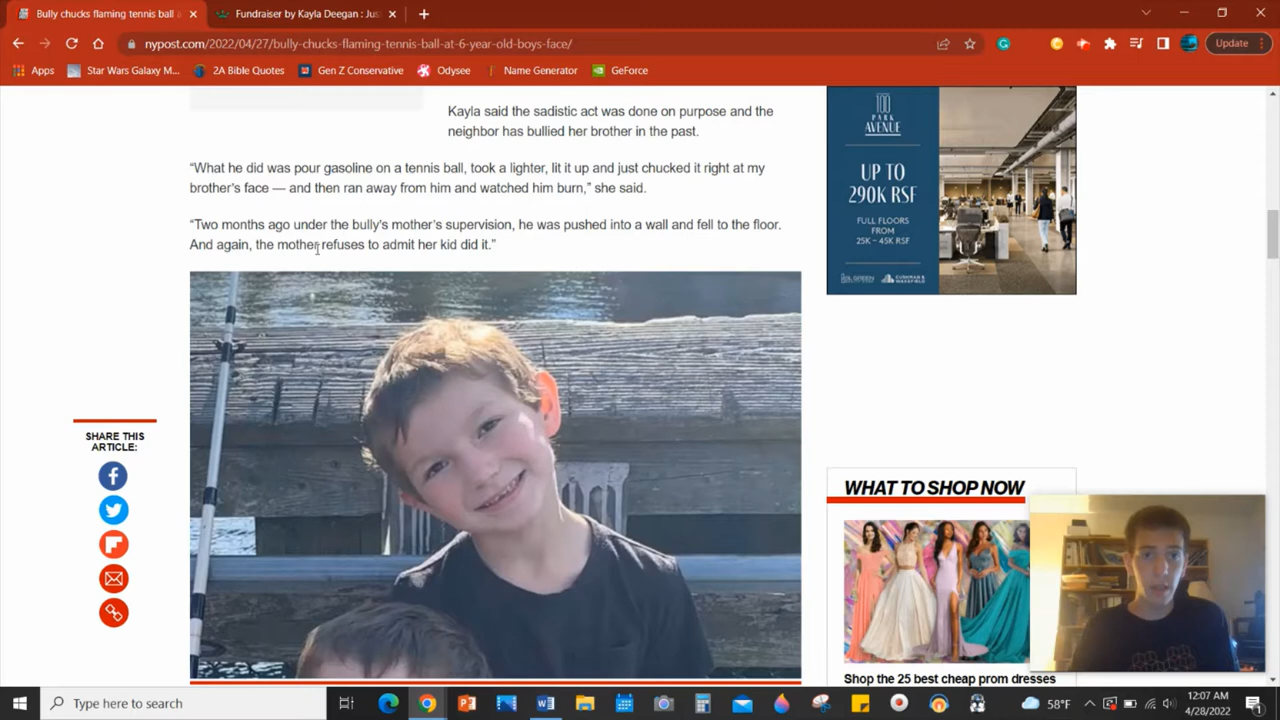 Bully chucks flaming tennis ball
Fundraiser by Kayla Deegan : Jus
nypost.com/2022/04/27/bully-chucks-flaming-tennis-ball-at-6-year-old-boys-face/
Update
Apps
Star Wars Galaxy M...
2A Bible Quotes
Gen Z Conservative
Odysee
Name Generator
GeForce
Kayla said the sadistic act was done on purpose and the
neighbor has bullied her brother in the past.
“What he did was pour gasoline on a tennis ball, took a lighter, lit it up and just chucked it right at my
brother’s face — and then ran away from him and watched him burn,” she said.
“Two months ago under the bully’s mother’s supervision, he was pushed into a wall and fell to the floor.
And again, the mother refuses to admit her kid did it.”
SHARE THIS
ARTICLE:
100
PARK
AVENUE
UP TO
290K RSF
FULL FLOORS
FROM
25K – 45K RSF
SL GREEN
CUSHMAN &
WAKEFIELD
WHAT TO SHOP NOW
Shop the 25 best cheap prom dresses
Type here to search
58°F
12:07 AM
4/28/2022